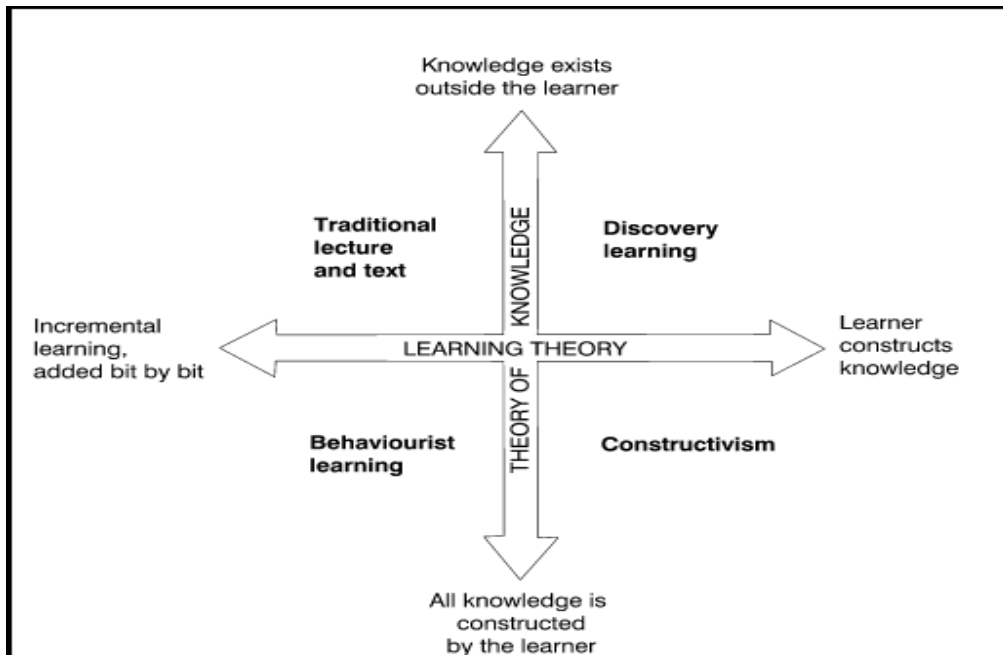 Knowledge exists
outside the learner
Traditional
lecture
and text
Discovery
learning
THEORY OF KNOWLEDGE
Incremental
learning,
added bit by bit
LEARNING THEORY
Learner
constructs
knowledge
Behaviourist
learning
Constructivism
All knowledge is
constructed
by the learner